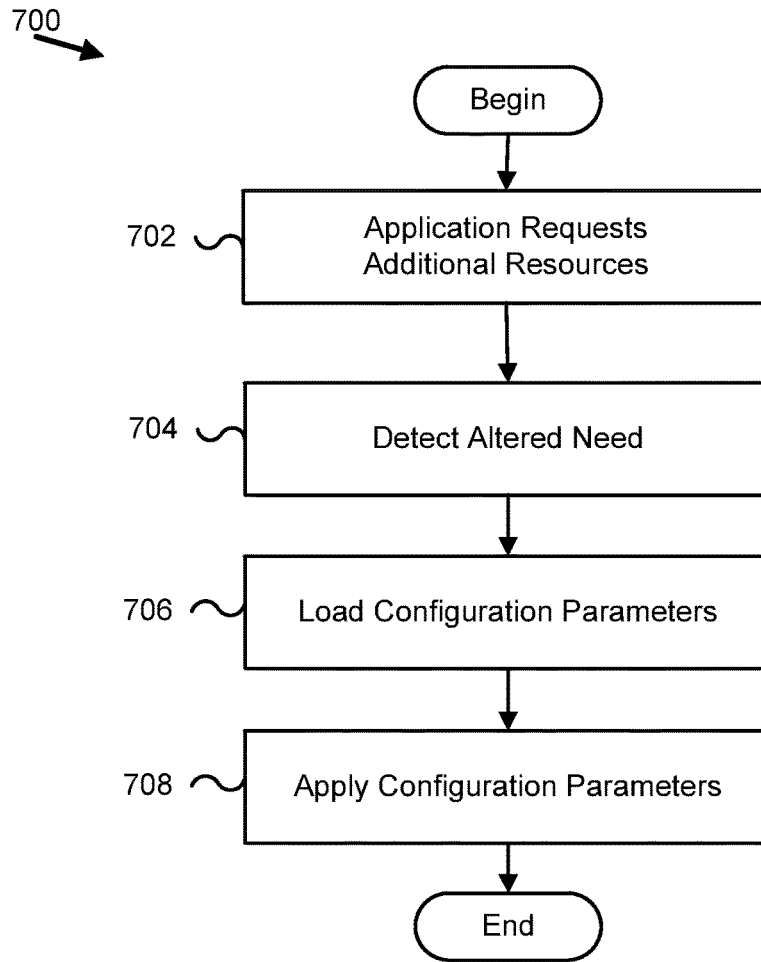 700
Begin
702
Application Requests
Additional Resources
704
Detect Altered Need
706
Load Configuration Parameters
708
Apply Configuration Parameters
End